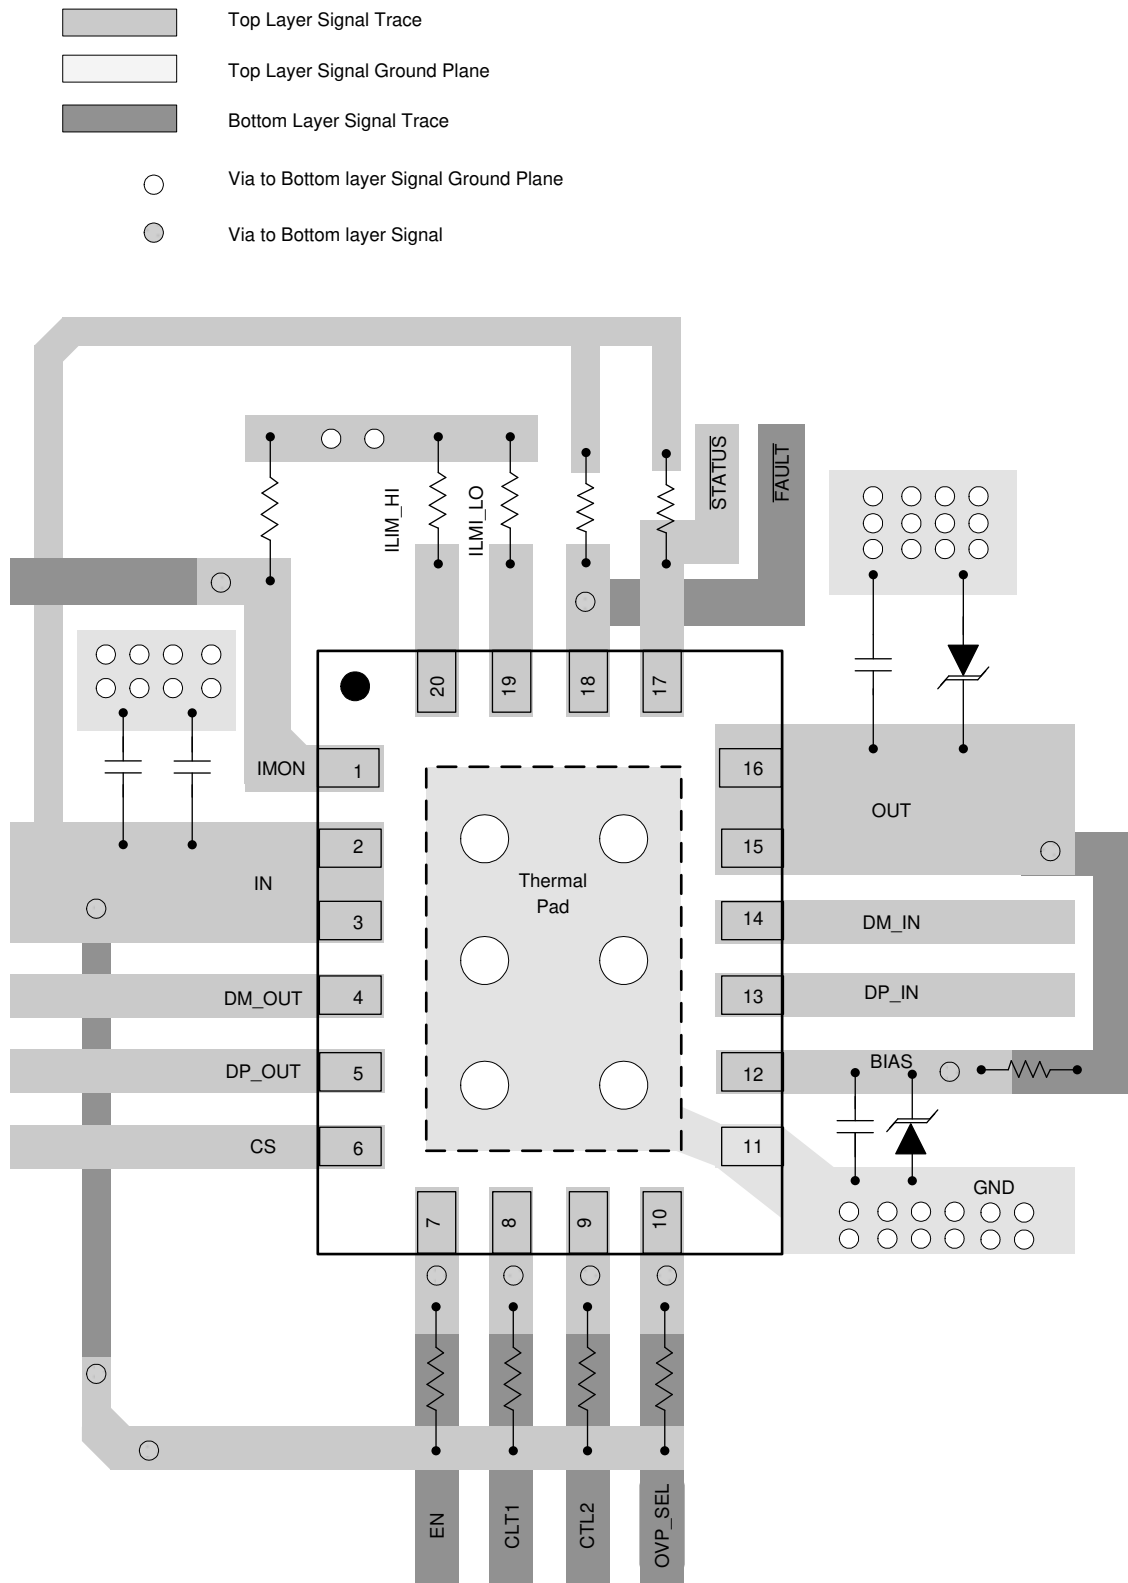 Top Layer Signal Trace
Top Layer Signal Ground Plane
Bottom Layer Signal Trace
Via to Bottom layer Signal Ground Plane
Via to Bottom layer Signal
ILIM_HI
ILMI_LO
STATUS
FAULT
20
19
18
17
IMON
1
16
OUT
2
15
IN
Thermal
Pad
3
14
DM_IN
DM_OUT
4
13
DP_IN
DP_OUT
5
12
BIAS
CS
6
11
GND
7
8
9
10
EN
CLT1
CTL2
OVP_SEL